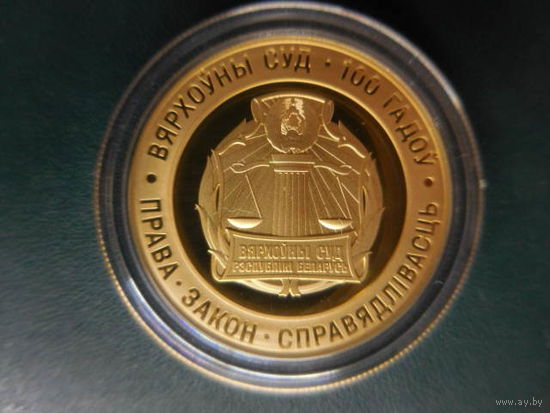 ВЯРХОЎНЫ СУД · 100 ГАДОЎ
· ПРАВА · ЗАКОН · СПРАВЯДЛІВАСЦЬ ·
ВЯРХОЎНЫ СУД
РЭСПУБЛІКІ БЕЛАРУСЬ
www.ay.by